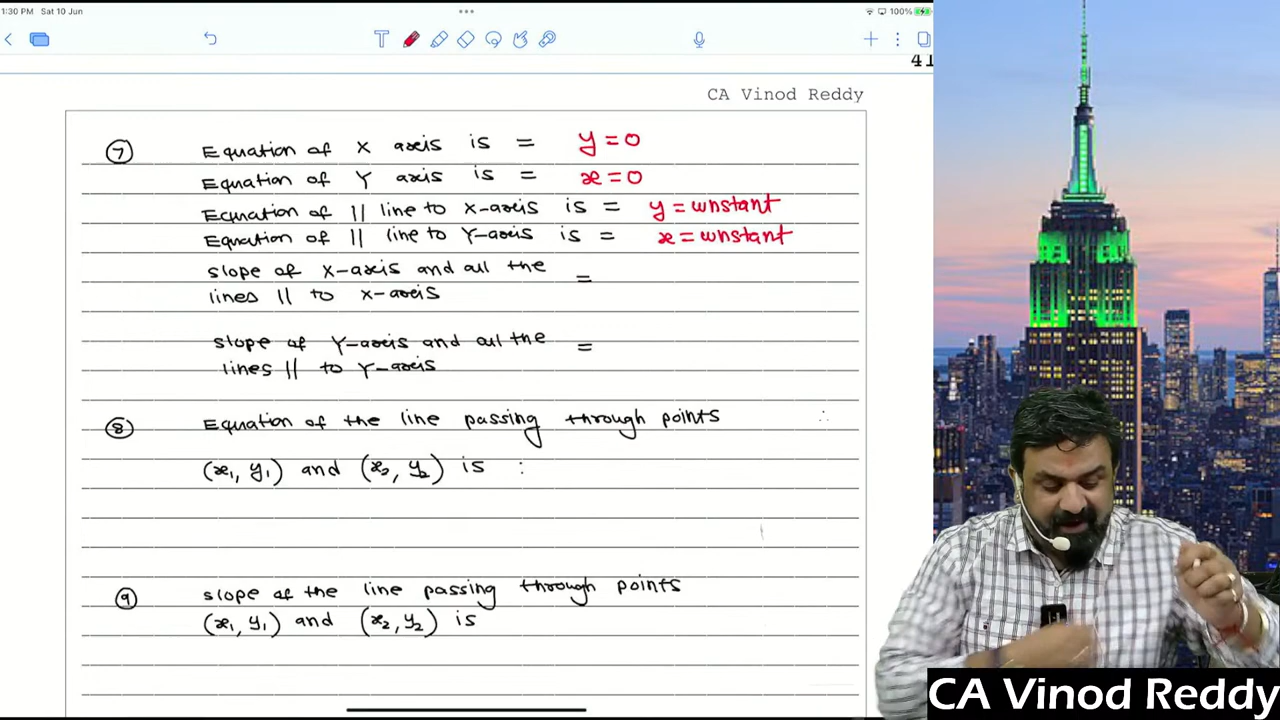 1:30 PM Sat 10 Jun
100%
41
CA Vinod Reddy
7 Equation of X axis is = y = 0
Equation of Y axis is = x = 0
Equation of || line to X-axis is = y = constant
Equation of || line to Y-axis is = x = constant
slope of X-axis and all the
lines || to X-axis =
slope of Y-axis and all the
lines || to Y-axis =
8 Equation of the line passing through points
(x₁, y₁) and (x₂, y₂) is :
9 slope of the line passing through points
(x₁, y₁) and (x₂, y₂) is
CA Vinod Reddy